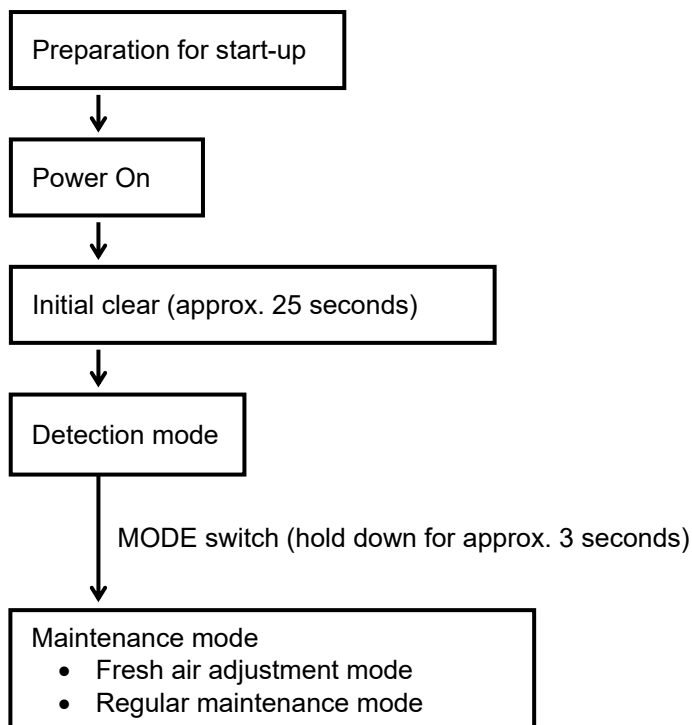 Preparation for start-up
Power On
Initial clear (approx. 25 seconds)
Detection mode
MODE switch (hold down for approx. 3 seconds)
Maintenance mode
• Fresh air adjustment mode
• Regular maintenance mode